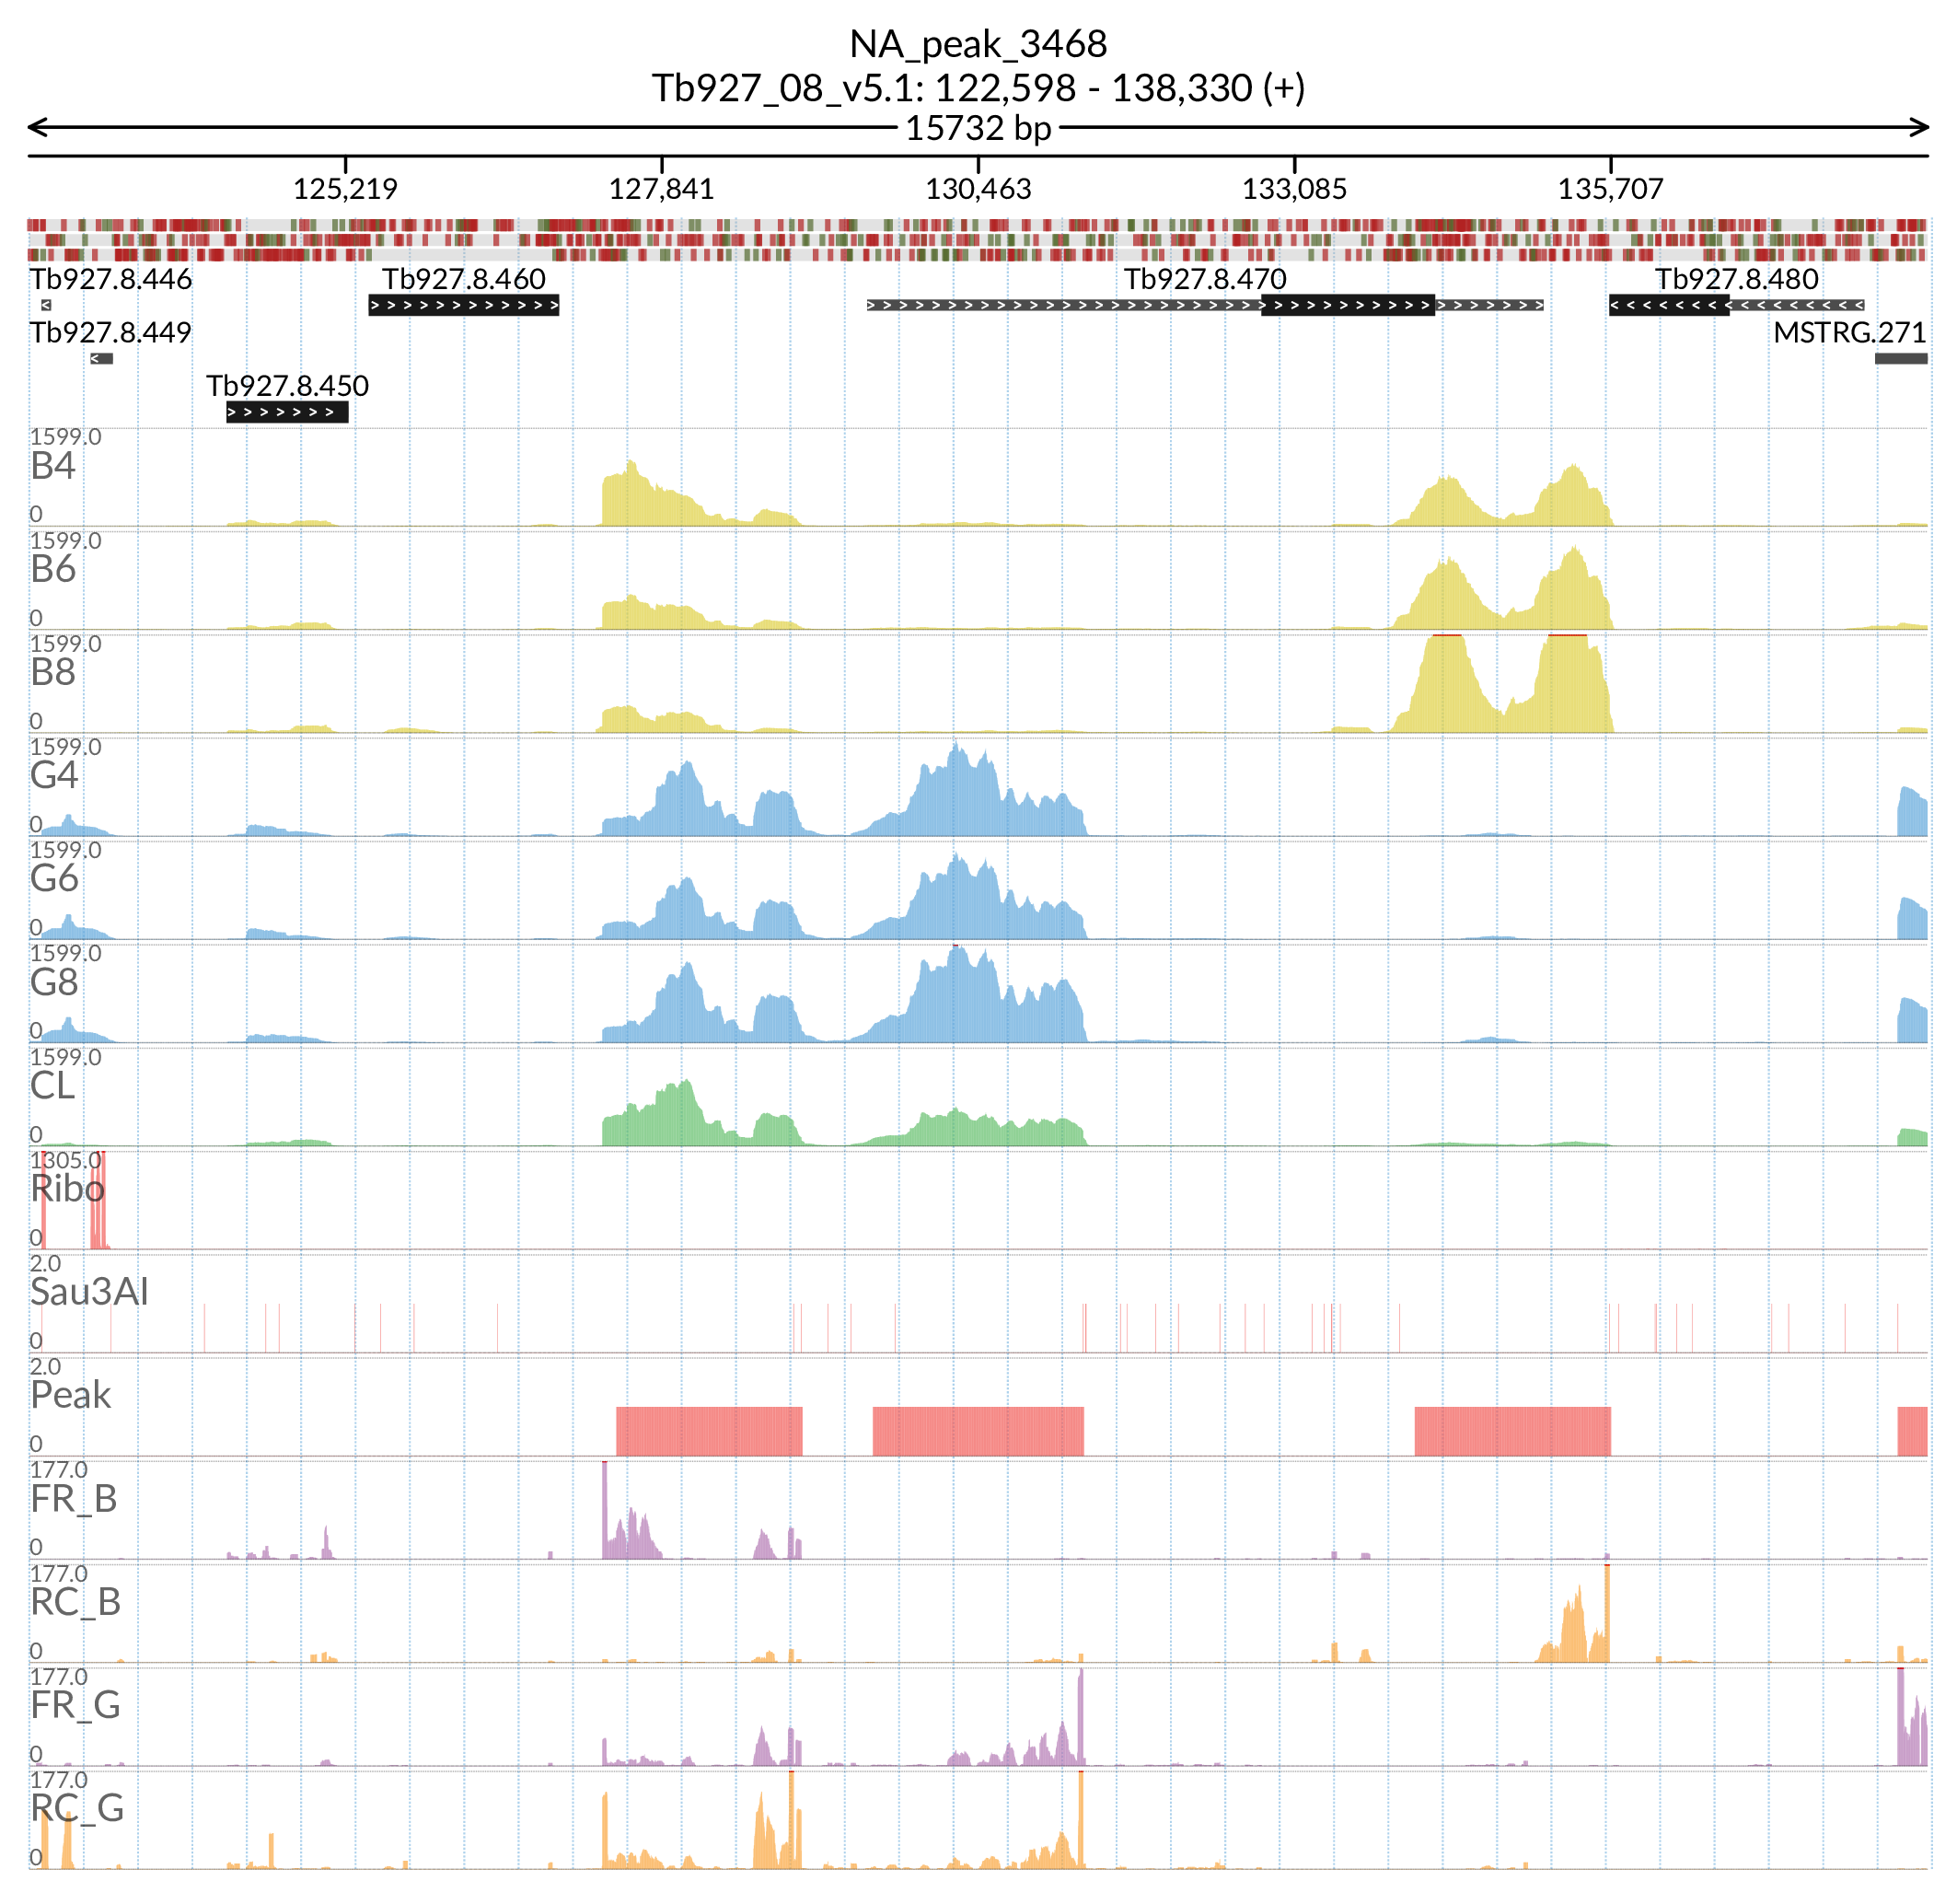 NA_peak_3468
Tb927_08_v5.1: 122,598 - 138,330 (+)
15732 bp
125,219 127,841 130,463 133,085 135,707
Tb927.8.446 Tb927.8.460 Tb927.8.470 Tb927.8.480
Tb927.8.449 MSTRG.271
Tb927.8.450
1599.0
B4
0
1599.0
B6
0
1599.0
B8
0
1599.0
G4
0
1599.0
G6
0
1599.0
G8
0
1599.0
CL
0
1305.0
Ribo
0
2.0
Sau3AI
0
2.0
Peak
0
177.0
FR_B
0
177.0
RC_B
0
177.0
FR_G
0
177.0
RC_G
0